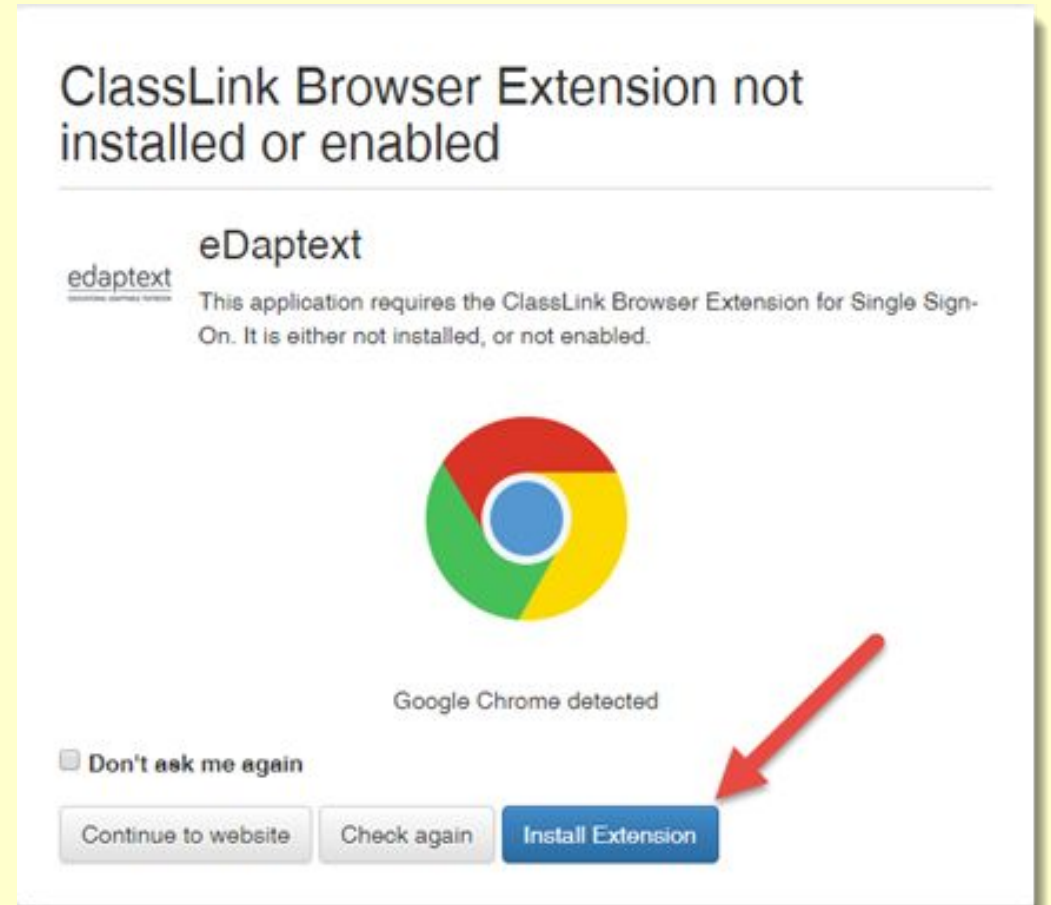 ClassLink Browser Extension not
installed or enabled
eDaptext
edaptext
This application requires the ClassLink Browser Extension for Single Sign-
On. It is either not installed, or not enabled.
Google Chrome detected
Don't ask me again
Continue to website Check again Install Extension